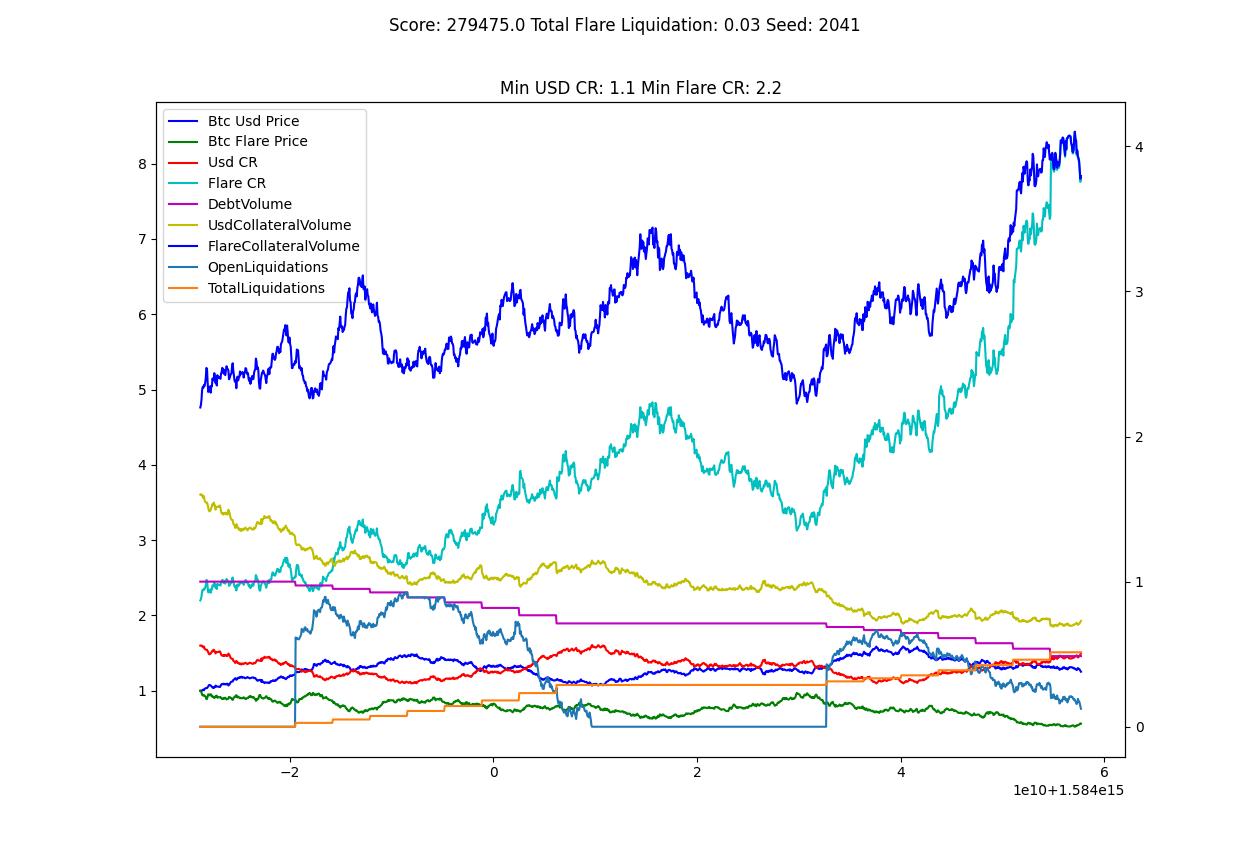 Score: 279475.0 Total Flare Liquidation: 0.03 Seed: 2041
Min USD CR: 1.1 Min Flare CR: 2.2
Btc Usd Price
Btc Flare Price
Usd CR
Flare CR
DebtVolume
UsdCollateralVolume
FlareCollateralVolume
OpenLiquidations
TotalLiquidations
8
7
6
5
4
3
2
1
4
3
2
1
0
−2 0 2 4 6
1e10+1.584e15